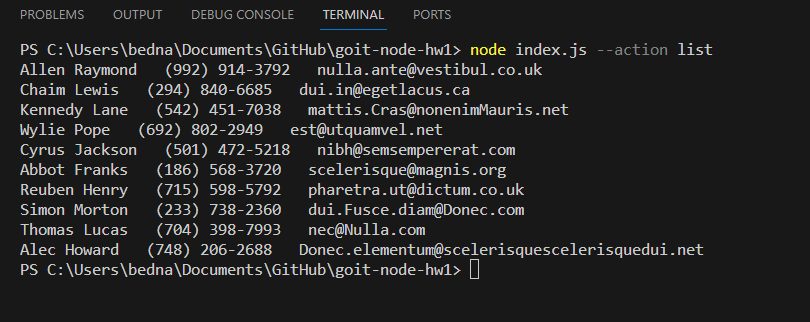 PROBLEMS OUTPUT DEBUG CONSOLE TERMINAL PORTS
PS C:\Users\bedna\Documents\GitHub\goit-node-hw1> node index.js --action list
Allen Raymond   (992) 914-3792   nulla.ante@vestibul.co.uk
Chaim Lewis   (294) 840-6685   dui.in@egetlacus.ca
Kennedy Lane   (542) 451-7038   mattis.Cras@nonenimMauris.net
Wylie Pope   (692) 802-2949   est@utquamvel.net
Cyrus Jackson   (501) 472-5218   nibh@semsempererat.com
Abbot Franks   (186) 568-3720   scelerisque@magnis.org
Reuben Henry   (715) 598-5792   pharetra.ut@dictum.co.uk
Simon Morton   (233) 738-2360   dui.Fusce.diam@Donec.com
Thomas Lucas   (704) 398-7993   nec@Nulla.com
Alec Howard   (748) 206-2688   Donec.elementum@scelerisquescelerisquedui.net
PS C:\Users\bedna\Documents\GitHub\goit-node-hw1>